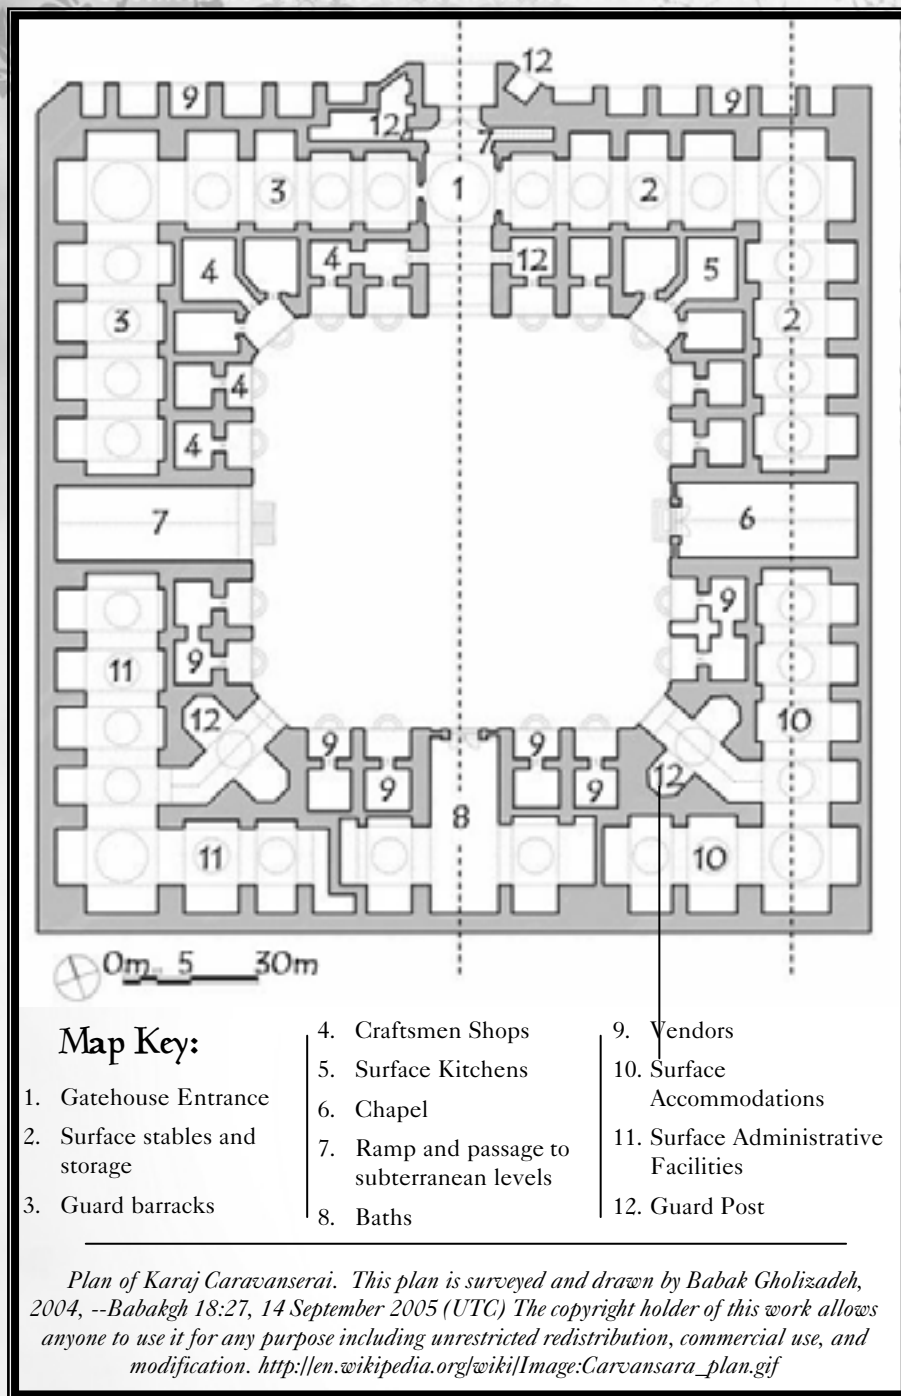 12
9
9
12
7
3
1
2
4
4
12
5
3
2
4
4
7
6
9
11
9
12
10
9
9
12
9
9
8
11
10
0m 5 30m
Map Key:
1. Gatehouse Entrance
2. Surface stables and
storage
3. Guard barracks
4. Craftsmen Shops
5. Surface Kitchens
6. Chapel
7. Ramp and passage to
subterranean levels
8. Baths
9. Vendors
10. Surface
Accommodations
11. Surface Administrative
Facilities
12. Guard Post
Plan of Karaj Caravanserai. This plan is surveyed and drawn by Babak Gholizadeh,
2004, --Babakgh 18:27, 14 September 2005 (UTC) The copyright holder of this work allows
anyone to use it for any purpose including unrestricted redistribution, commercial use, and
modification. http://en.wikipedia.org/wiki/Image:Carvansara_plan.gif